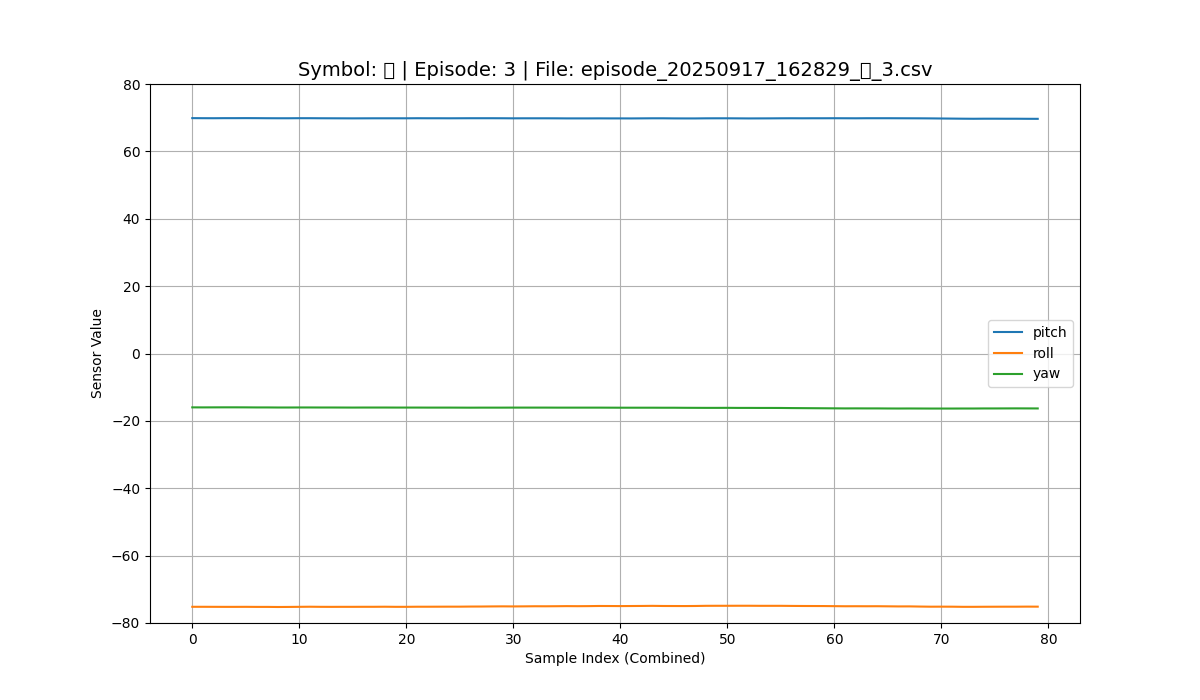 Symbol: ▯ | Episode: 3 | File: episode_20250917_162829_▯_3.csv
80
60
40
20
0
−20
−40
−60
−80
Sensor Value
pitch
roll
yaw
0 10 20 30 40 50 60 70 80
Sample Index (Combined)